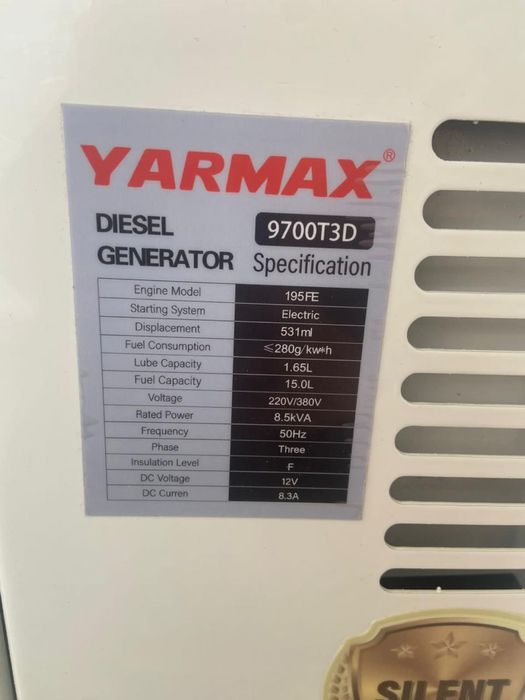 YARMAX®
DIESEL GENERATOR
9700T3D
Specification
Engine Model 195FE
Starting System Electric
Displacement 531ml
Fuel Consumption ≤280g/kw*h
Lube Capacity 1.65L
Fuel Capacity 15.0L
Voltage 220V/380V
Rated Power 8.5kVA
Frequency 50Hz
Phase Three
Insulation Level F
DC Voltage 12V
DC Curren 8.3A
SILENT